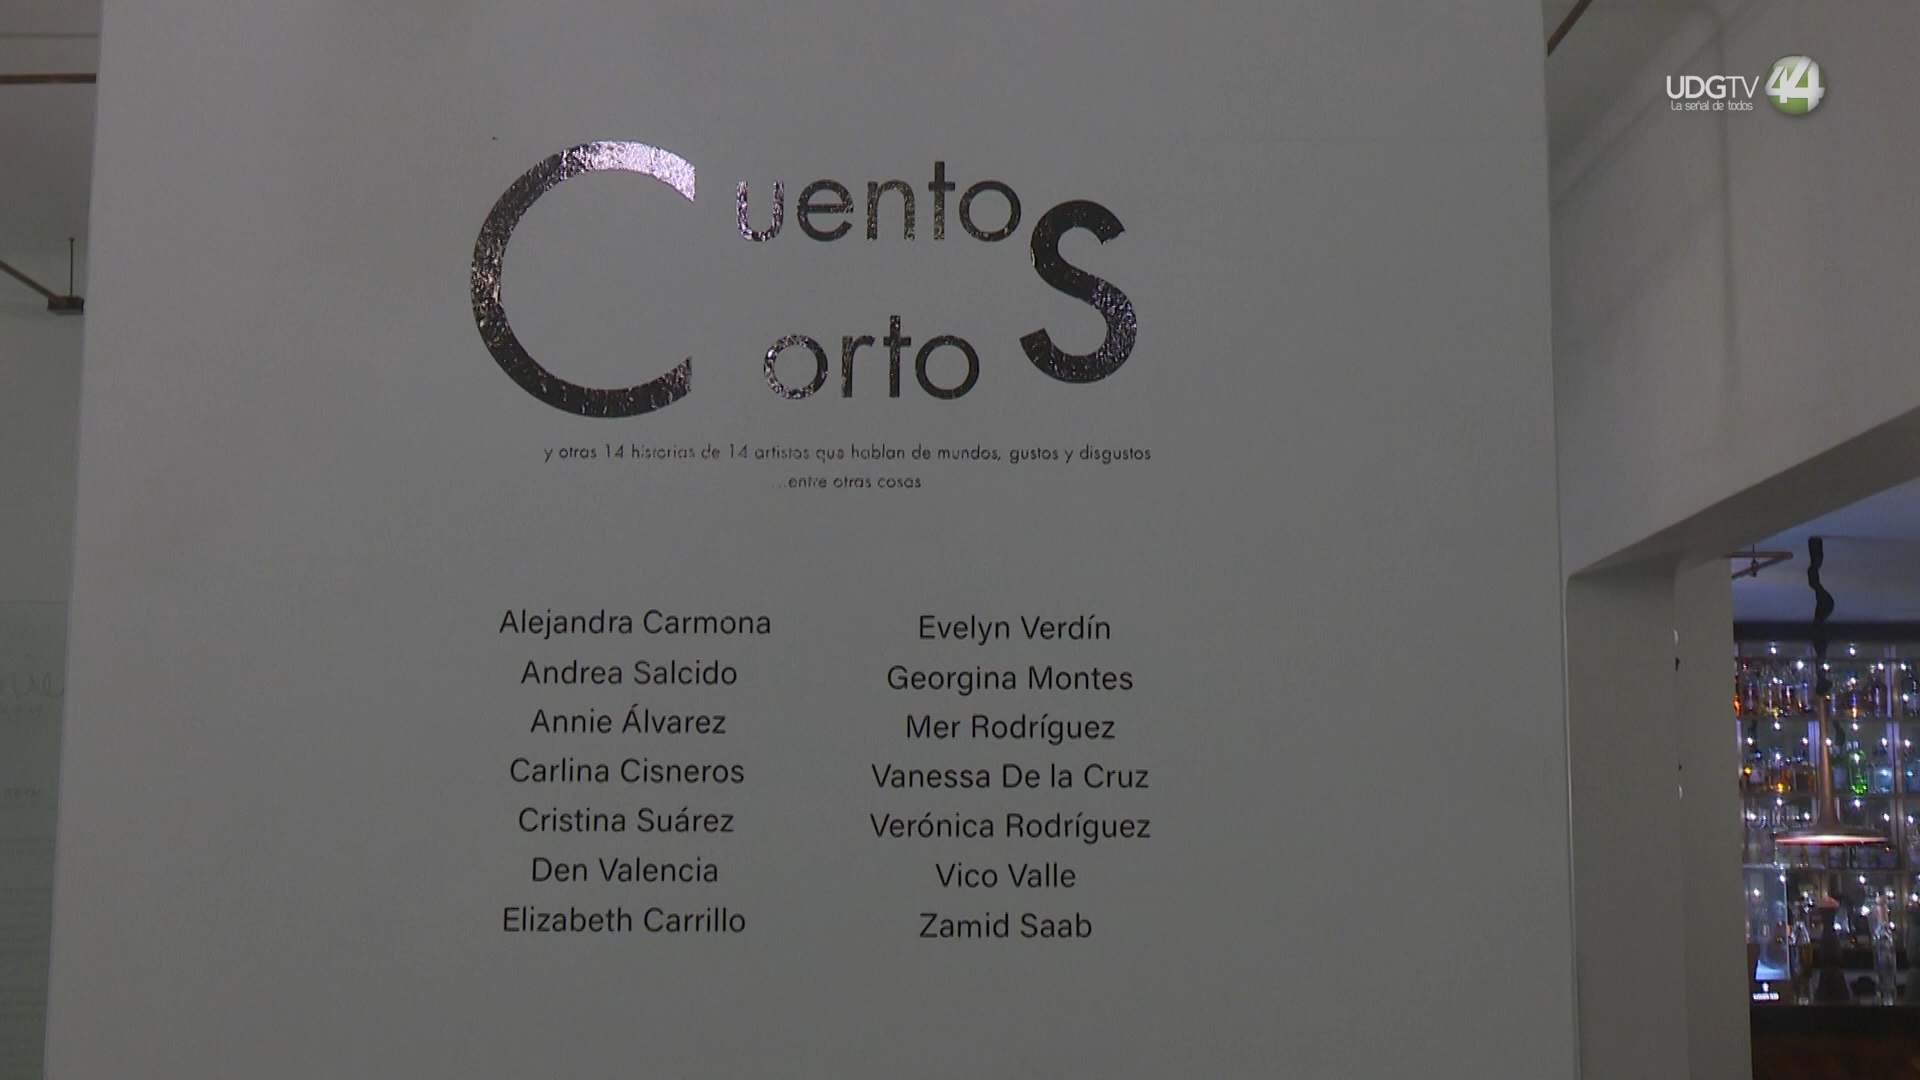 UDGTV 44
La señal de todos
Cuentos
Cortos
y otras 14 historias de 14 artistas que hablan de mundos, gustos y disgustos
...entre otras cosas
Alejandra Carmona
Andrea Salcido
Annie Álvarez
Carlina Cisneros
Cristina Suárez
Den Valencia
Elizabeth Carrillo
Evelyn Verdín
Georgina Montes
Mer Rodríguez
Vanessa De la Cruz
Verónica Rodríguez
Vico Valle
Zamid Saab